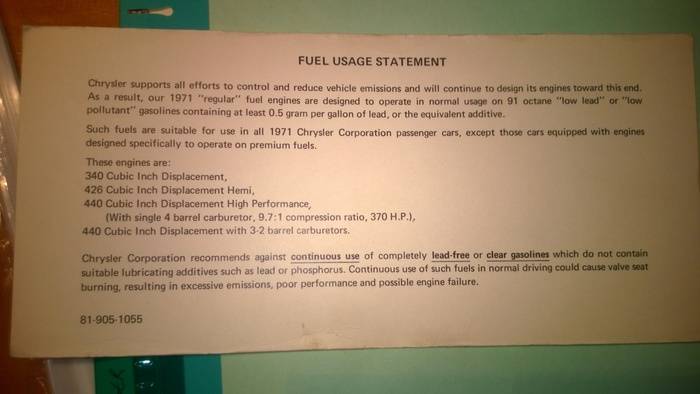 FUEL USAGE STATEMENT
Chrysler supports all efforts to control and reduce vehicle emissions and will continue to design its engines toward this end.
As a result, our 1971 "regular" fuel engines are designed to operate in normal usage on 91 octane "low lead" or "low
pollutant" gasolines containing at least 0.5 gram per gallon of lead, or the equivalent additive.
Such fuels are suitable for use in all 1971 Chrysler Corporation passenger cars, except those cars equipped with engines
designed specifically to operate on premium fuels.
These engines are:
340 Cubic Inch Displacement,
426 Cubic Inch Displacement Hemi,
440 Cubic Inch Displacement High Performance,
(With single 4 barrel carburetor, 9.7:1 compression ratio, 370 H.P.),
440 Cubic Inch Displacement with 3-2 barrel carburetors.
Chrysler Corporation recommends against continuous use of completely lead-free or clear gasolines which do not contain
suitable lubricating additives such as lead or phosphorus. Continuous use of such fuels in normal driving could cause valve seat
burning, resulting in excessive emissions, poor performance and possible engine failure.
81-905-1055